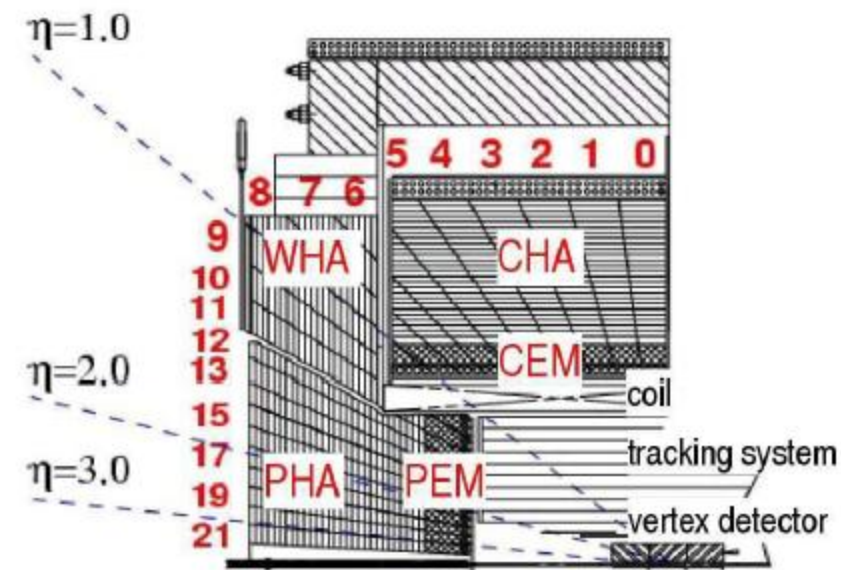 η=1.0
5 4 3 2 1 0
8 7 6
9
WHA
CHA
10
11
12
CEM
13
η=2.0
coil
15
17
tracking system
η=3.0
PHA
PEM
19
vertex detector
21